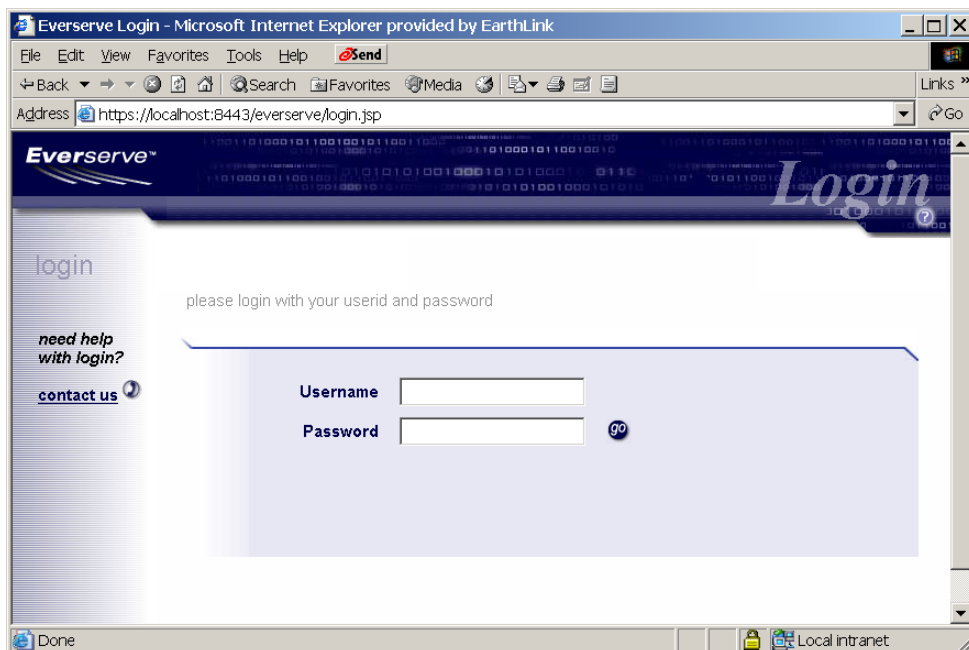 Everserve Login - Microsoft Internet Explorer provided by EarthLink
File Edit View Favorites Tools Help eSend
Back Search Favorites Media Links »
Address https://localhost:8443/everserve/login.jsp Go
Everserve™
Login
?
login
please login with your userid and password
need help
with login?
contact us
Username
Password go
Done Local intranet